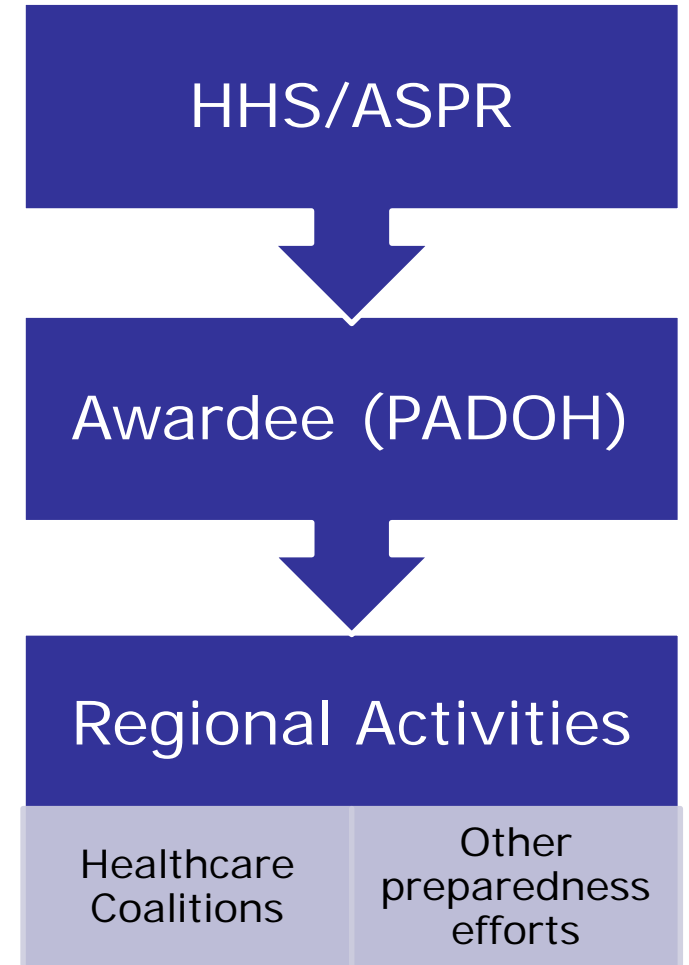 HHS/ASPR
Awardee (PADOH)
Regional Activities
Healthcare
Coalitions
Other
preparedness
efforts